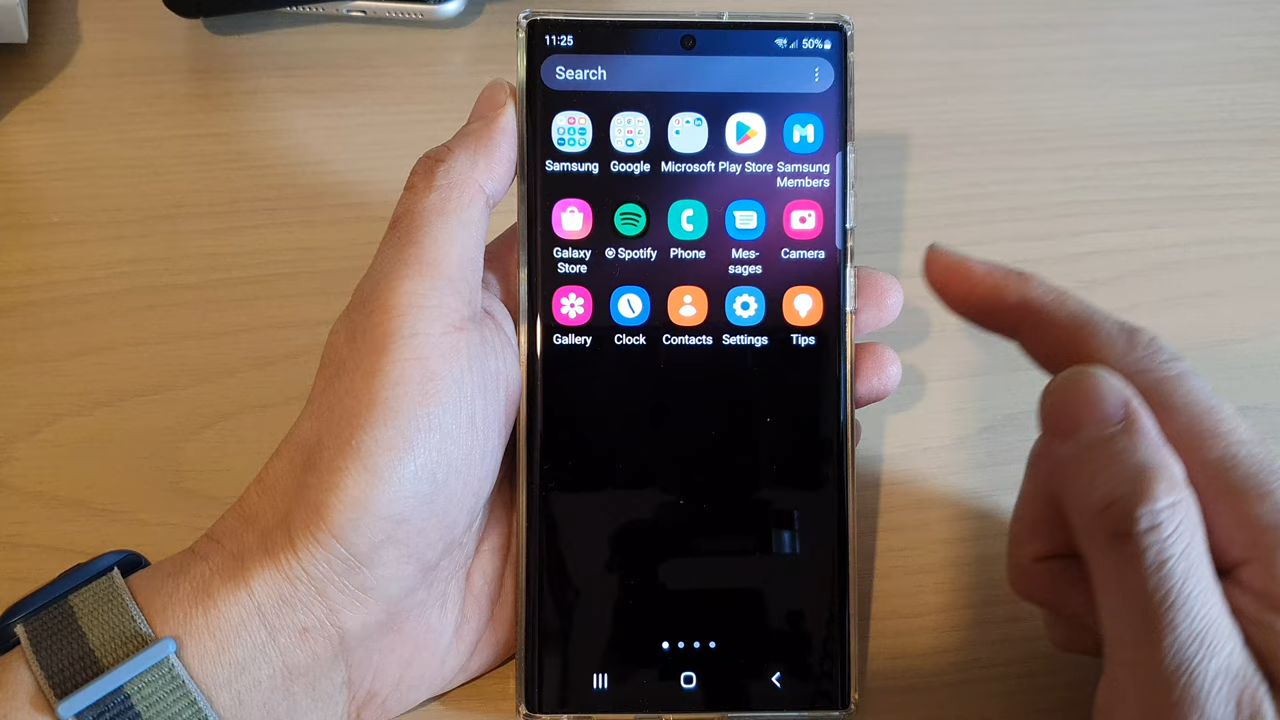 11:25
50%
Search
Samsung
Google
Microsoft
Play Store
Samsung
Members
Galaxy
Store
Spotify
Phone
Mes-
sages
Camera
Gallery
Clock
Contacts
Settings
Tips